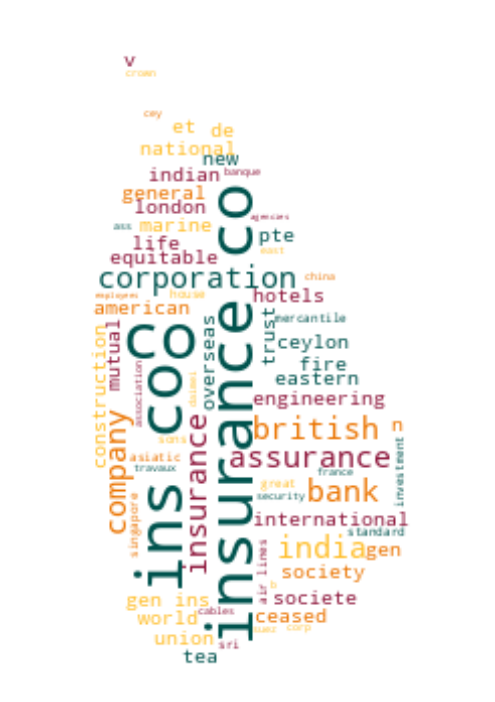 v
crown
cey
et de
national
new
indian banque
general
london
agencies
ass marine
pte
life
east
equitable
corporation china
employees house hotels
american
mercantile
co
trust
overseas
mutual
construction
ceylon
fire
eastern
association
daimei
engineering
insurance co
ins co
company
insurance
british n
sons
assurance
asiatic
travaux
france
investment
great
bank
security
singapore
international
standard
india gen
air lines
society
b
gen ins
societe
cables
world
ceased
suez corp
union
sri
tea